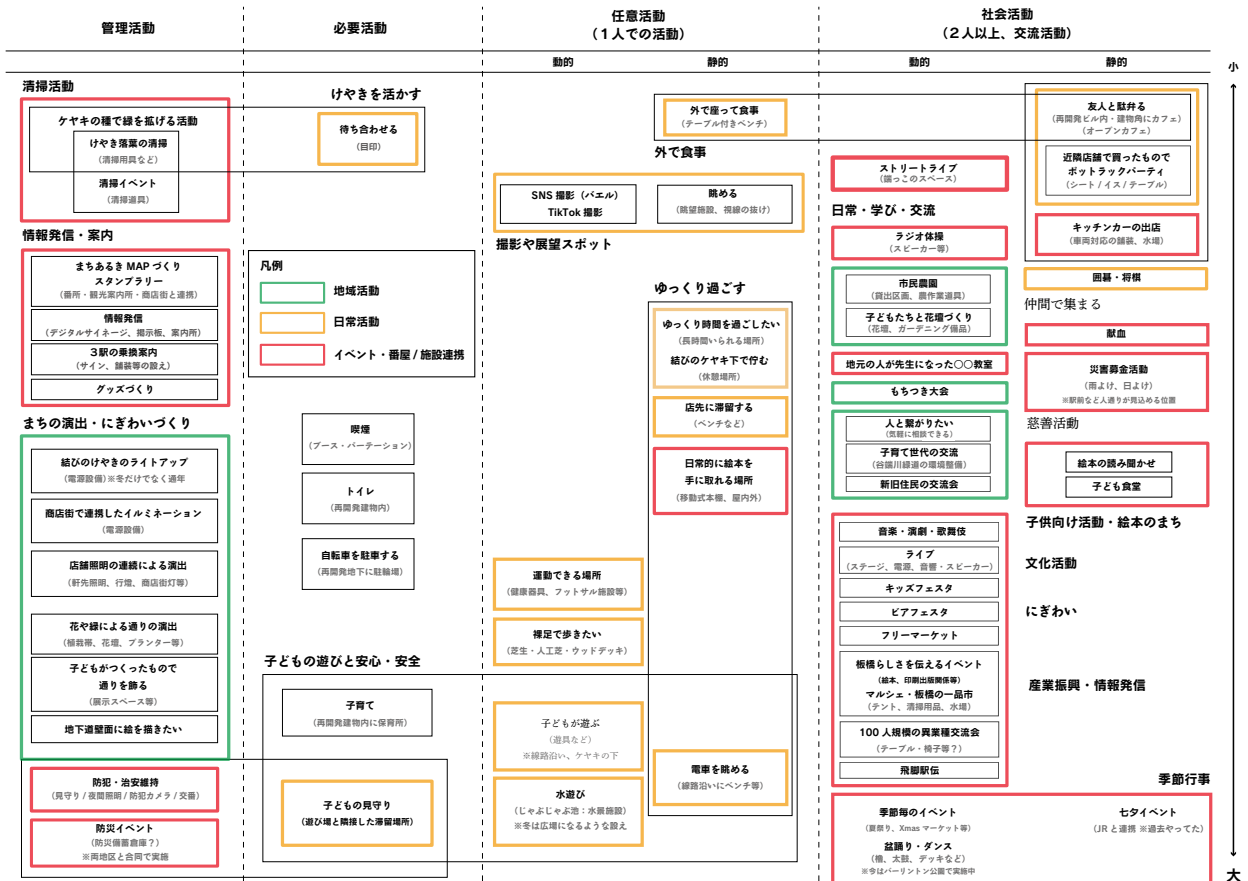 管理活動
必要活動
任意活動
（１人での活動）
社会活動
（２人以上、交流活動）
動的
静的
動的
静的
小
大
清掃活動
ケヤキの種で緑を拡げる活動
けやき落葉の清掃
（清掃用具など）
清掃イベント
（清掃道具）
情報発信・案内
まちあるき MAP づくり
スタンプラリー
（番所・観光案内所・商店街と連携）
情報発信
（デジタルサイネージ、掲示板、案内所）
３駅の乗換案内
（サイン、舗装等の設え）
グッズづくり
まちの演出・にぎわいづくり
結びのけやきのライトアップ
（電源設備）※冬だけでなく通年
商店街で連携したイルミネーション
（電源設備）
店舗照明の連続による演出
（軒先照明、行燈、商店街灯等）
花や緑による通りの演出
（植栽帯、花壇、プランター等）
子どもがつくったもので
通りを飾る
（展示スペース等）
地下道壁面に絵を描きたい
防犯・治安維持
（見守り / 夜間照明 / 防犯カメラ / 交番）
防災イベント
（防災備蓄倉庫？）
※両地区と合同で実施
けやきを活かす
待ち合わせる
（目印）
凡例
地域活動
日常活動
イベント・番屋 / 施設連携
喫煙
（ブース・パーテーション）
トイレ
（再開発建物内）
自転車を駐車する
（再開発地下に駐輪場）
子どもの遊びと安心・安全
子育て
（再開発建物内に保育所）
子どもの見守り
（遊び場と隣接した滞留場所）
SNS 撮影（バエル）
TikTok 撮影
撮影や展望スポット
運動できる場所
（健康器具、フットサル施設等）
裸足で歩きたい
（芝生・人工芝・ウッドデッキ）
子どもが遊ぶ
（遊具など）
※線路沿い、ケヤキの下
水遊び
（じゃぶじゃぶ池：水景施設）
※冬は広場になるような設え
外で座って食事
（テーブル付きベンチ）
外で食事
眺める
（眺望施設、視線の抜け）
ゆっくり過ごす
ゆっくり時間を過ごしたい
（長時間いられる場所）
結びのケヤキ下で佇む
（休憩場所）
店先に滞留する
（ベンチなど）
日常的に絵本を
手に取れる場所
（移動式本棚、屋内外）
電車を眺める
（線路沿いにベンチ等）
ストリートライブ
（端っこのスペース）
日常・学び・交流
ラジオ体操
（スピーカー等）
市民農園
（貸出区画、農作業道具）
子どもたちと花壇づくり
（花壇、ガーデニング備品）
地元の人が先生になった〇〇教室
もちつき大会
人と繋がりたい
（気軽に相談できる）
子育て世代の交流
（谷端川緑道の環境整備）
新旧住民の交流会
音楽・演劇・歌舞伎
ライブ
（ステージ、電源、音響・スピーカー）
キッズフェスタ
ビアフェスタ
フリーマーケット
板橋らしさを伝えるイベント
（絵本、印刷出版関係等）
マルシェ・板橋の一品市
（テント、清掃用品、水場）
100 人規模の異業種交流会
（テーブル・椅子等？）
飛脚駅伝
季節毎のイベント
（夏祭り、Xmas マーケット等）
盆踊り・ダンス
（櫓、太鼓、デッキなど）
※今はバーリントン公園で実施中
友人と駄弁る
（再開発ビル内・建物角にカフェ）
（オープンカフェ）
近隣店舗で買ったもので
ポットラックパーティ
（シート / イス / テーブル）
キッチンカーの出店
（車両対応の舗装、水場）
囲碁・将棋
仲間で集まる
献血
災害募金活動
（雨よけ、日よけ）
※駅前など人通りが見込める位置
慈善活動
絵本の読み聞かせ
子ども食堂
子供向け活動・絵本のまち
文化活動
にぎわい
産業振興・情報発信
季節行事
七夕イベント
（JR と連携 ※過去やってた）